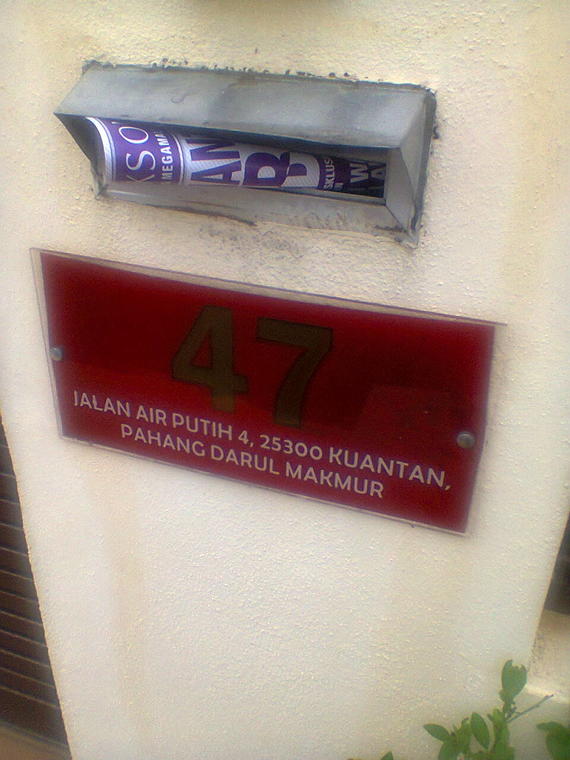 47
JALAN AIR PUTIH 4, 25300 KUANTAN,
PAHANG DARUL MAKMUR